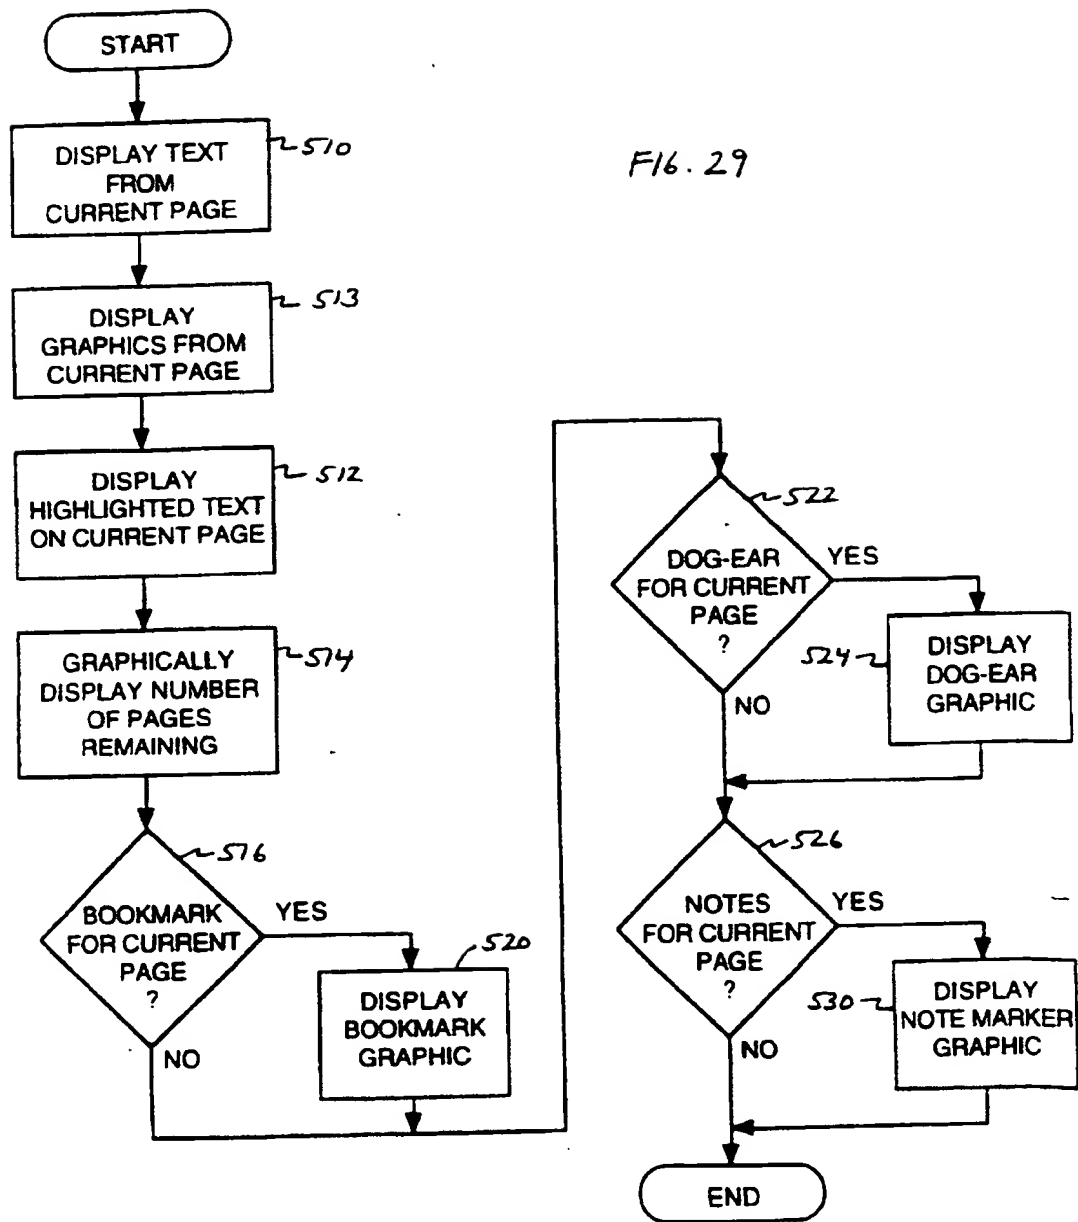 START
DISPLAY TEXT
FROM
CURRENT PAGE
510
FIG. 29
DISPLAY
GRAPHICS FROM
CURRENT PAGE
513
DISPLAY
HIGHLIGHTED TEXT
ON CURRENT PAGE
512
GRAPHICALLY
DISPLAY NUMBER
OF PAGES
REMAINING
514
BOOKMARK
FOR CURRENT
PAGE
?
516
YES
NO
DISPLAY
BOOKMARK
GRAPHIC
520
DOG-EAR
FOR CURRENT
PAGE
?
522
YES
NO
DISPLAY
DOG-EAR
GRAPHIC
524
NOTES
FOR CURRENT
PAGE
?
526
YES
NO
DISPLAY
NOTE MARKER
GRAPHIC
530
END